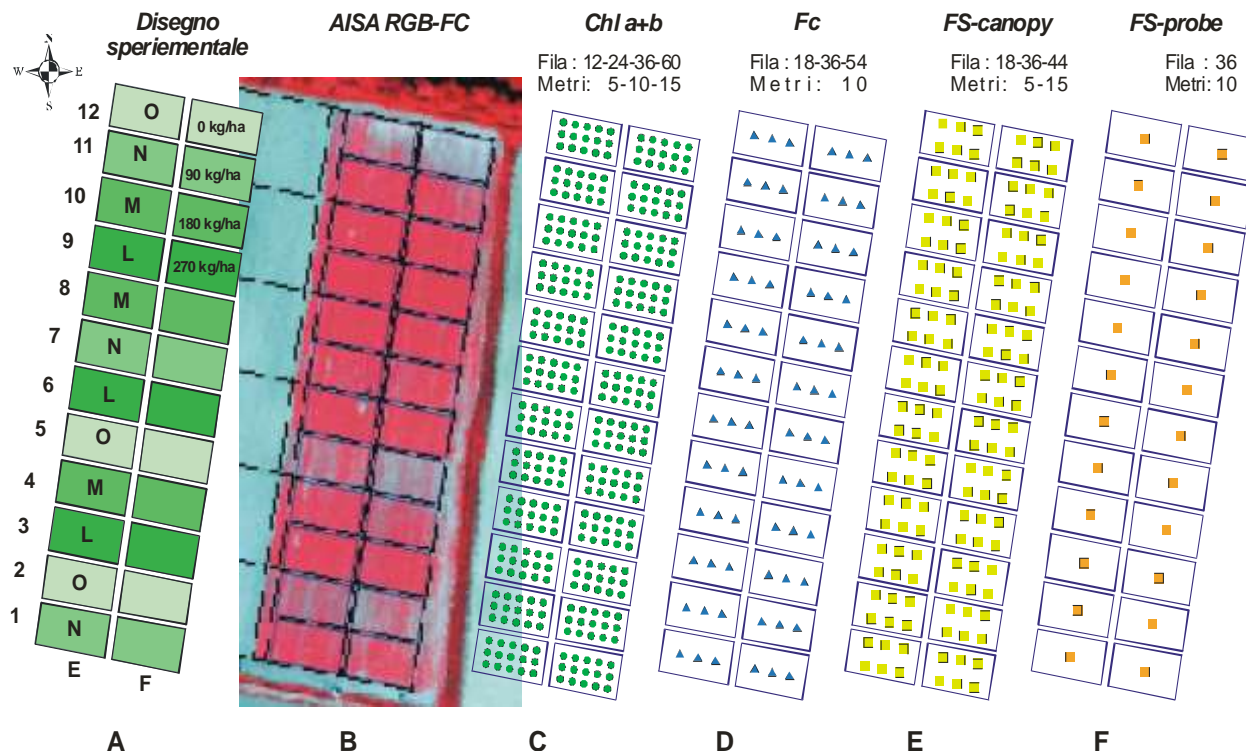 Disegno
speriementale
AISA RGB-FC
Chl a+b
Fc
FS-canopy
FS-probe
Fila : 12-24-36-60
Metri: 5-10-15
Fila : 18-36-54
Metri: 10
Fila : 18-36-44
Metri: 5-15
Fila : 36
Metri: 10
N
W E
S
12 O 0 kg/ha
11 N 90 kg/ha
10 M 180 kg/ha
9 L 270 kg/ha
8 M
7 N
6 L
5 O
4 M
3 L
2 O
1 N
E F
A B C D E F